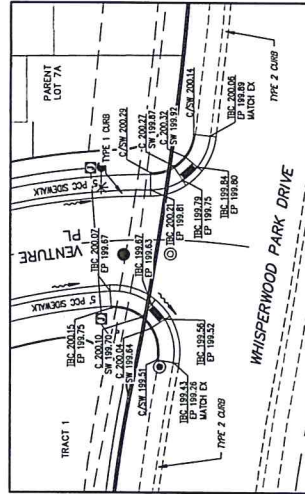 PARENT
LOT 7A
TYPE 1 CURB
5' PCC SIDEWALK
VENTURE
PL
5' PCC SIDEWALK
TRACT 1
C/SW 200.29
C 200.27
SW 199.87
C 200.32
SW 199.92
C/SW 200.14
TBC 200.06
EP 199.89
MATCH EX
TYPE 2 CURB
TBC 199.84
EP 199.80
TBC 199.79
EP 199.75
TBC 200.21
EP 199.81
TBC 200.07
EP 199.67
TBC 199.67
EP 199.63
TBC 200.15
EP 199.75
C 200.10
SW 199.70
C 200.04
SW 199.64
C/SW 199.51
TBC 199.56
EP 199.52
TBC 199.43
EP 199.26
MATCH EX
TYPE 2 CURB
WHISPERWOOD PARK DRIVE